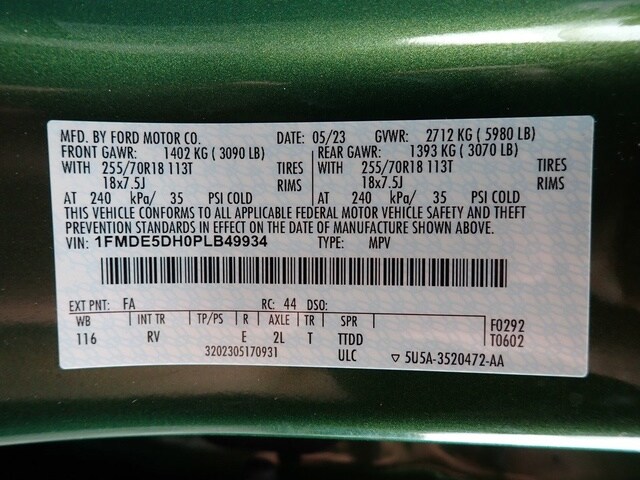 MFD. BY FORD MOTOR CO. DATE: 05/23 GVWR: 2712 KG ( 5980 LB)
FRONT GAWR: 1402 KG ( 3090 LB) REAR GAWR: 1393 KG ( 3070 LB)
WITH 255/70R18 113T TIRES WITH 255/70R18 113T TIRES
18x7.5J RIMS 18x7.5J RIMS
AT 240 kPa/ 35 PSI COLD AT 240 kPa/ 35 PSI COLD
THIS VEHICLE CONFORMS TO ALL APPLICABLE FEDERAL MOTOR VEHICLE SAFETY AND THEFT
PREVENTION STANDARDS IN EFFECT ON THE DATE OF MANUFACTURE SHOWN ABOVE.
VIN: 1FMDE5DH0PLB49934 TYPE: MPV
EXT PNT: FA RC: 44 DSO:
WB INT TR TP/PS R AXLE TR SPR F0292
116 RV E 2L T TTDD T0602
3202305170931 ULC ▽ 5U5A-3520472-AA